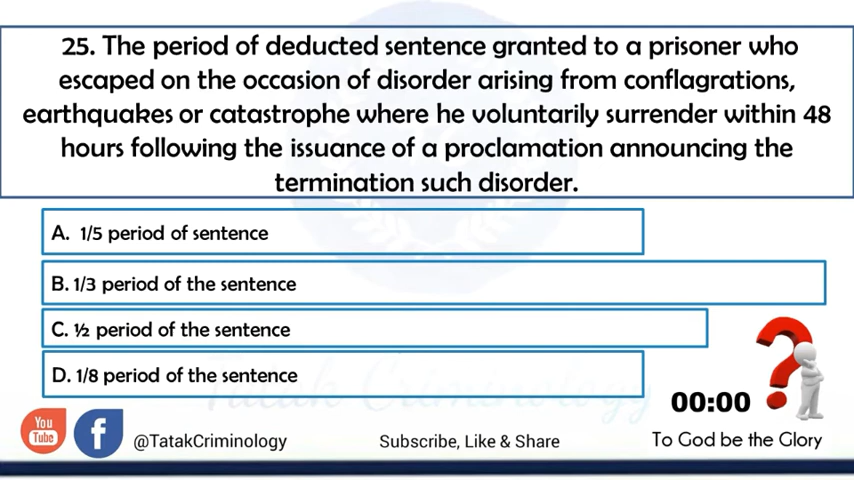 25. The period of deducted sentence granted to a prisoner who
escaped on the occasion of disorder arising from conflagrations,
earthquakes or catastrophe where he voluntarily surrender within 48
hours following the issuance of a proclamation announcing the
termination such disorder.
A. 1/5 period of sentence
B. 1/3 period of the sentence
C. ½ period of the sentence
D. 1/8 period of the sentence
Tatak Criminology
00:00
You
Tube
f
@TatakCriminology
Subscribe, Like & Share
To God be the Glory